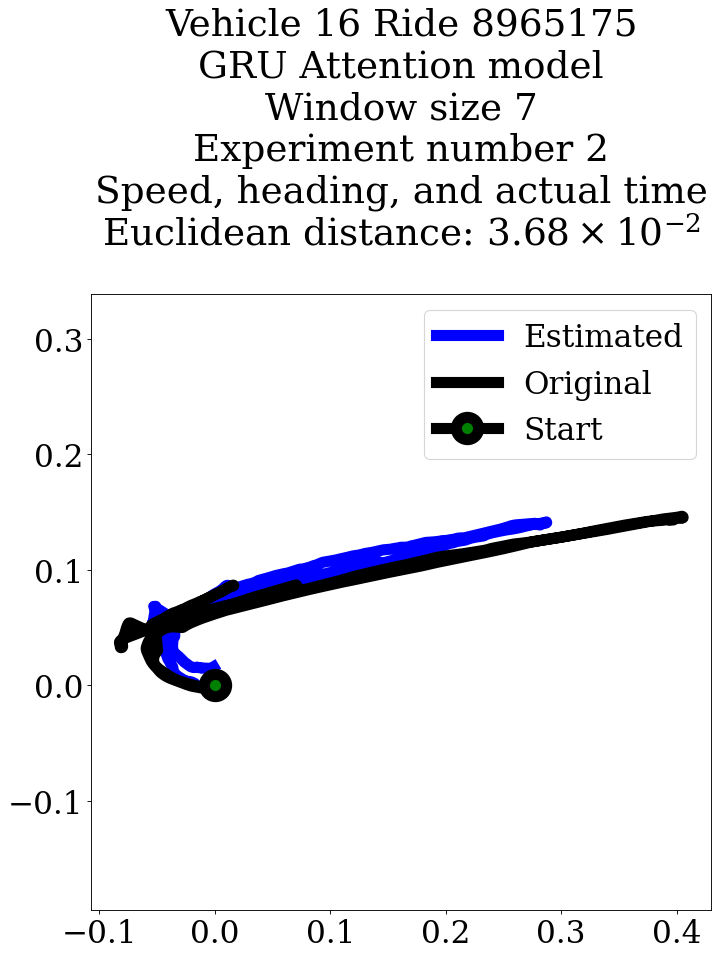 Vehicle 16 Ride 8965175
GRU Attention model
Window size 7
Experiment number 2
Speed, heading, and actual time
Euclidean distance: 3.68 × 10⁻²
Estimated
Original
Start
0.3
0.2
0.1
0.0
−0.1
−0.1 0.0 0.1 0.2 0.3 0.4